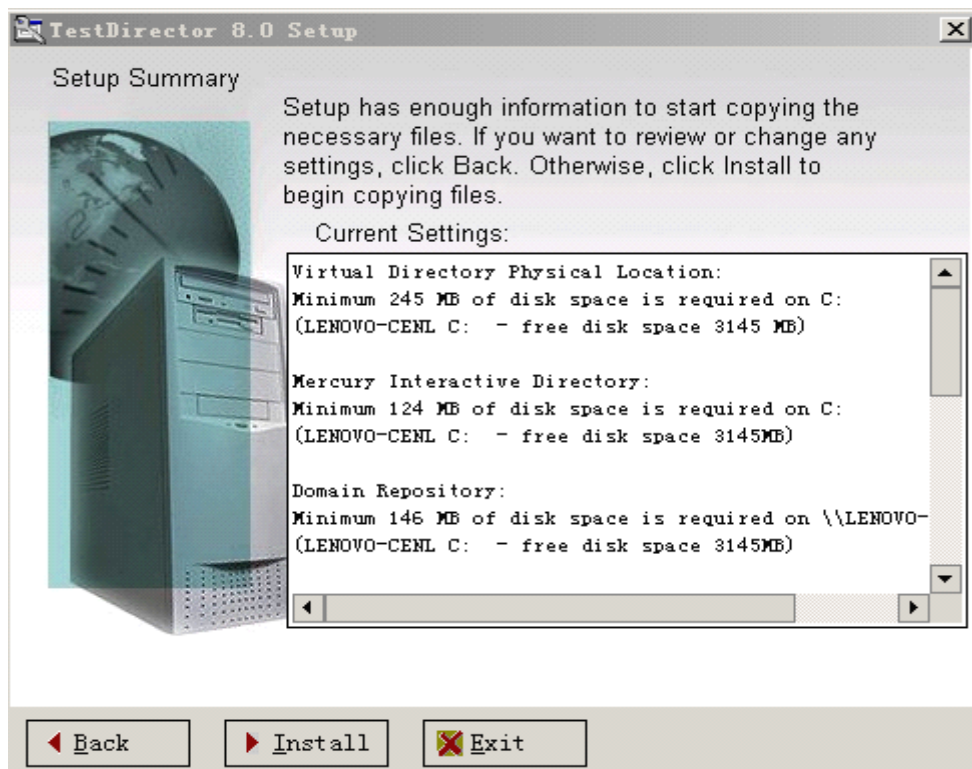 TestDirector 8.0 Setup
Setup Summary
Setup has enough information to start copying the
necessary files. If you want to review or change any
settings, click Back. Otherwise, click Install to
begin copying files.
Current Settings:
Virtual Directory Physical Location:
Minimum 245 MB of disk space is required on C:
(LENOVO-CENL C:  - free disk space 3145 MB)
Mercury Interactive Directory:
Minimum 124 MB of disk space is required on C:
(LENOVO-CENL C:  - free disk space 3145MB)
Domain Repository:
Minimum 146 MB of disk space is required on \\LENOVO-
(LENOVO-CENL C:  - free disk space 3145MB)
Back
Install
Exit